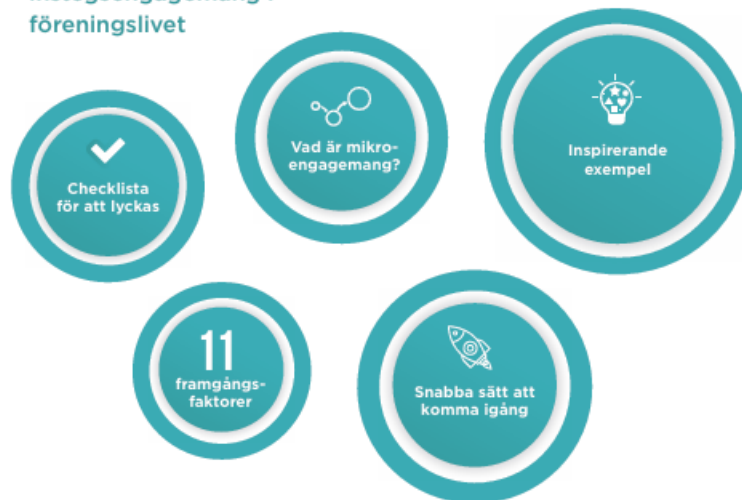 föreningslivet
Checklista
för att lyckas
Vad är mikro-
engagemang?
Inspirerande
exempel
11
framgångs-
faktorer
Snabba sätt att
komma igång